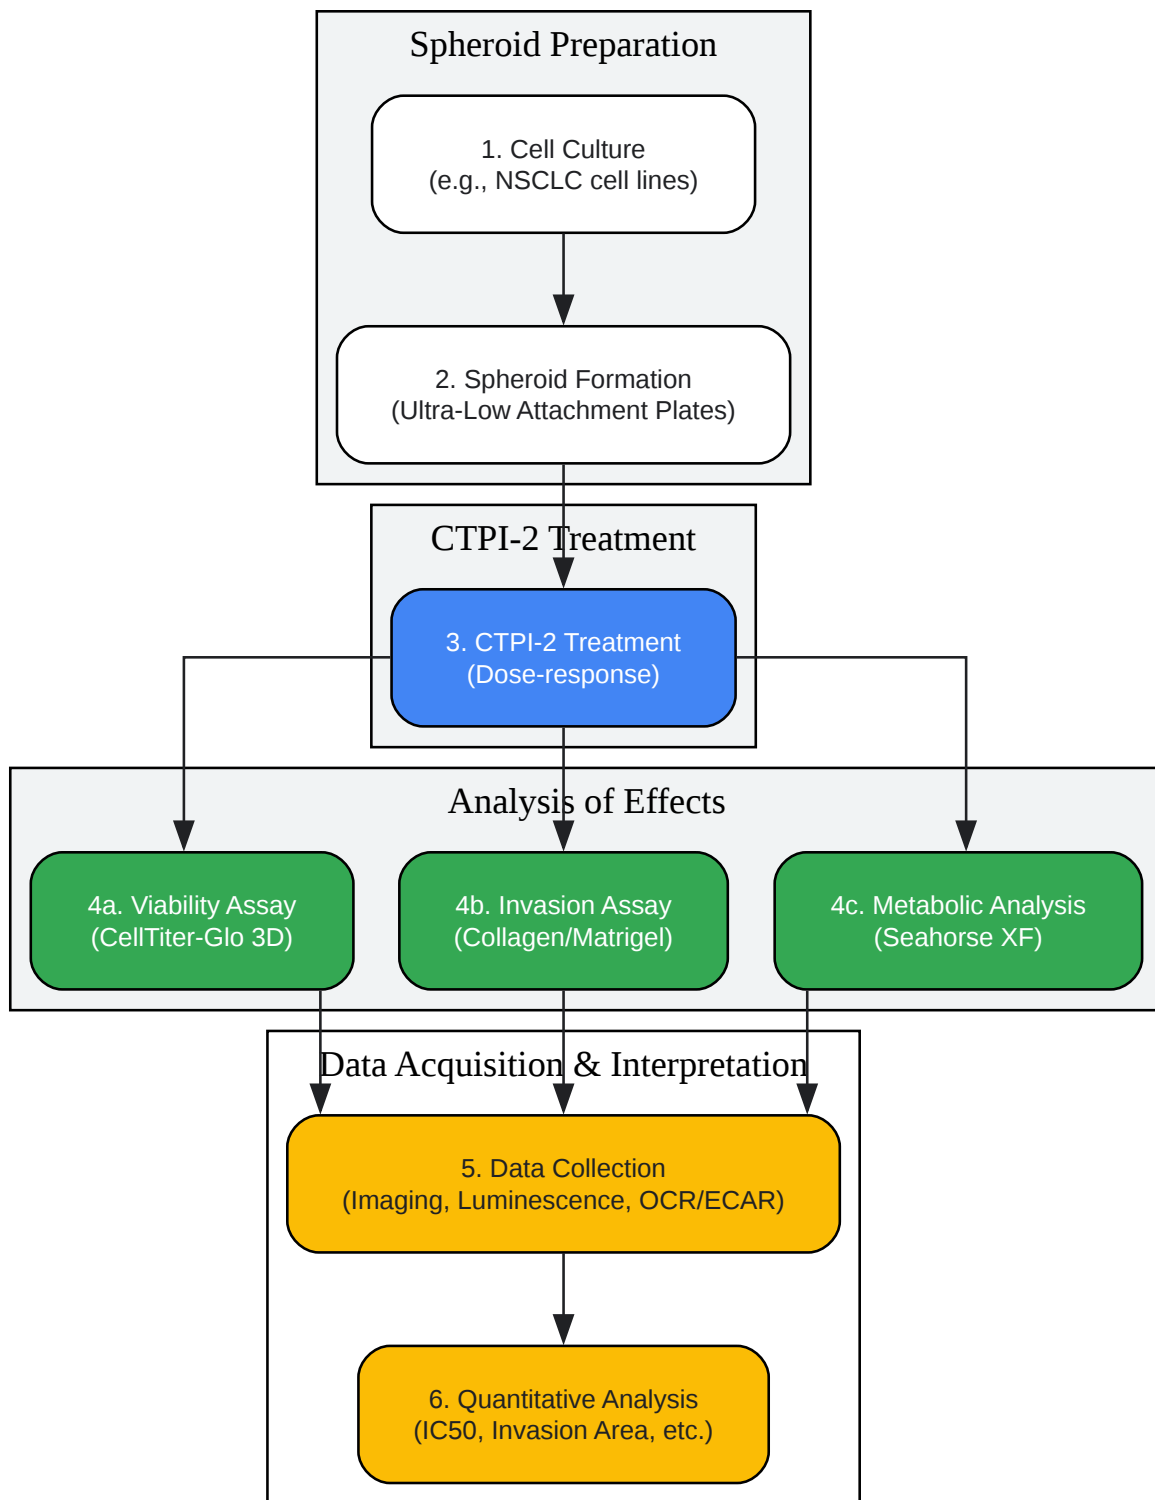 Spheroid Preparation
1. Cell Culture
(e.g., NSCLC cell lines)
2. Spheroid Formation
(Ultra-Low Attachment Plates)
CTPI-2 Treatment
3. CTPI-2 Treatment
(Dose-response)
Analysis of Effects
4a. Viability Assay
(CellTiter-Glo 3D)
4b. Invasion Assay
(Collagen/Matrigel)
4c. Metabolic Analysis
(Seahorse XF)
Data Acquisition & Interpretation
5. Data Collection
(Imaging, Luminescence, OCR/ECAR)
6. Quantitative Analysis
(IC50, Invasion Area, etc.)